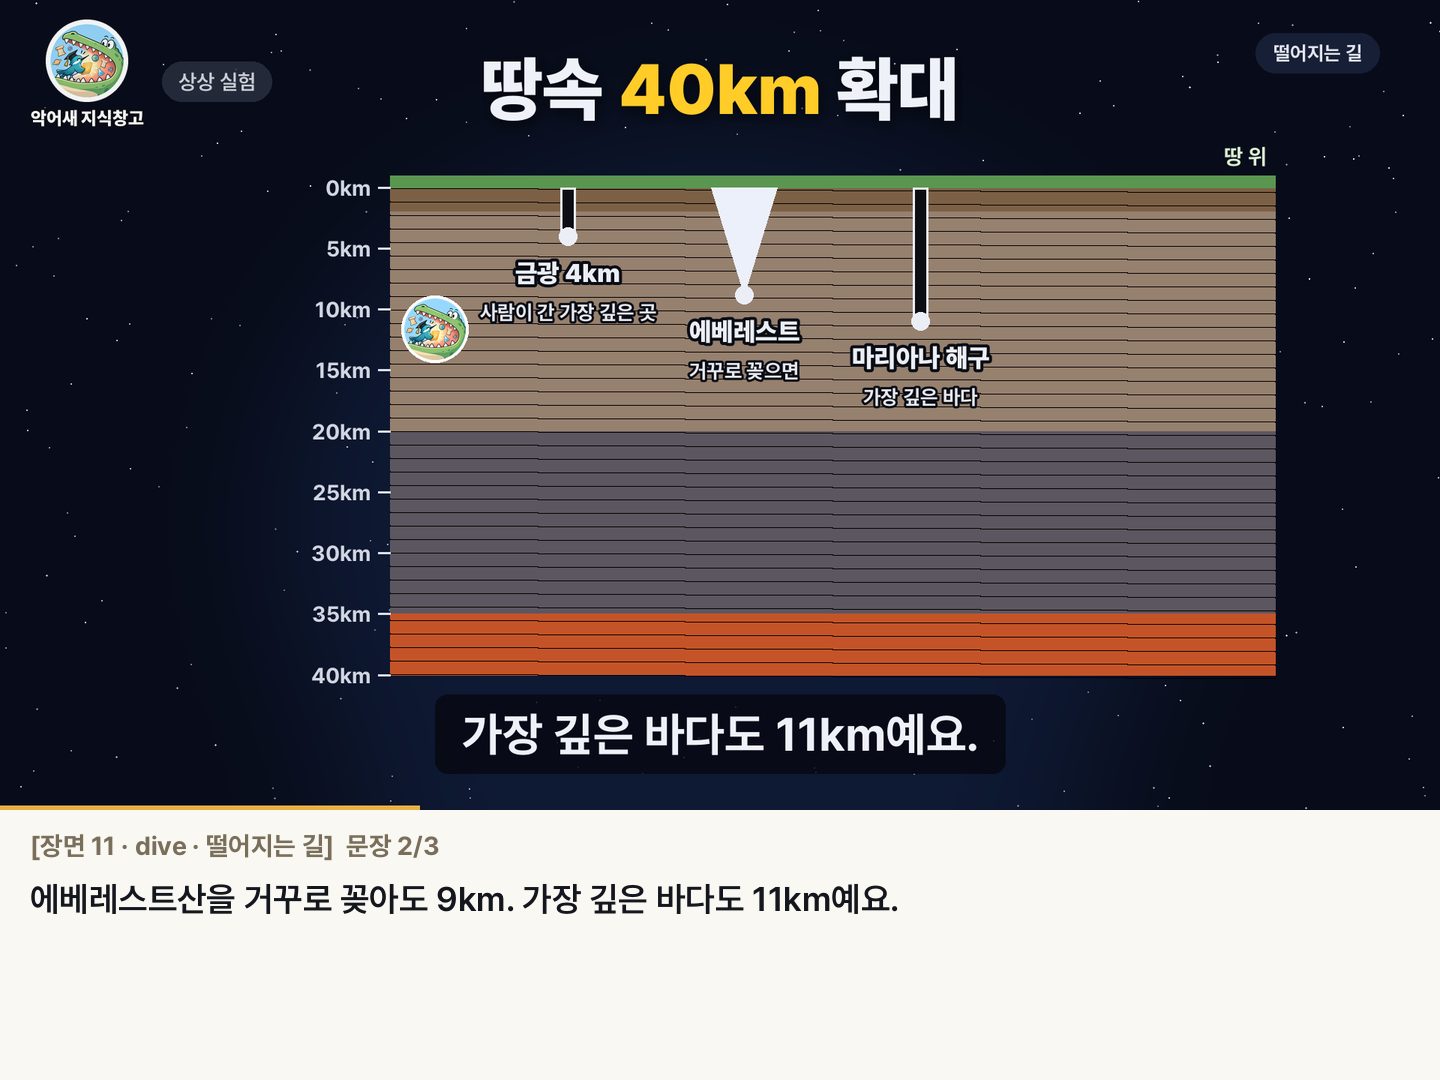 악어새 지식창고
상상 실험
땅속 40km 확대
떨어지는 길
땅 위
0km
5km
10km
15km
20km
25km
30km
35km
40km
금광 4km
사람이 간 가장 깊은 곳
에베레스트
거꾸로 꽂으면
마리아나 해구
가장 깊은 바다
가장 깊은 바다도 11km예요.
[장면 11 · dive · 떨어지는 길] 문장 2/3
에베레스트산을 거꾸로 꽂아도 9km. 가장 깊은 바다도 11km예요.